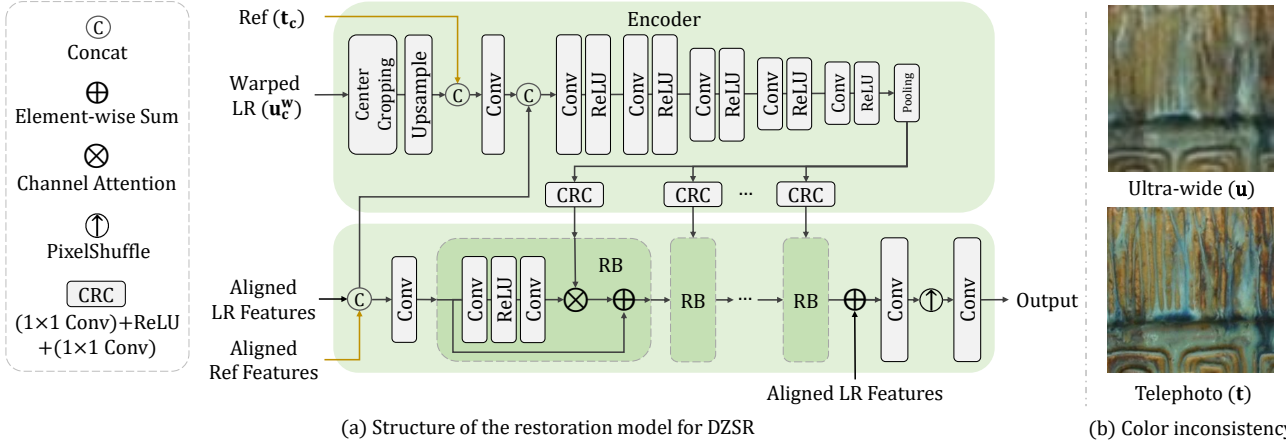 C
Concat
Element-wise Sum
Channel Attention
PixelShuffle
CRC
(1×1 Conv)+ReLU
+(1×1 Conv)
Ref (t_c)
Encoder
Warped
LR (u_c^w)
Center
Cropping
Upsample
C
Conv
C
Conv
ReLU
Conv
ReLU
Conv
ReLU
Conv
ReLU
Conv
ReLU
Pooling
CRC
CRC
...
CRC
Aligned
LR Features
Aligned
Ref Features
C
Conv
Conv
ReLU
Conv
RB
RB
...
RB
Conv
Conv
Output
Aligned LR Features
(a) Structure of the restoration model for DZSR
Ultra-wide (u)
Telephoto (t)
(b) Color inconsistency